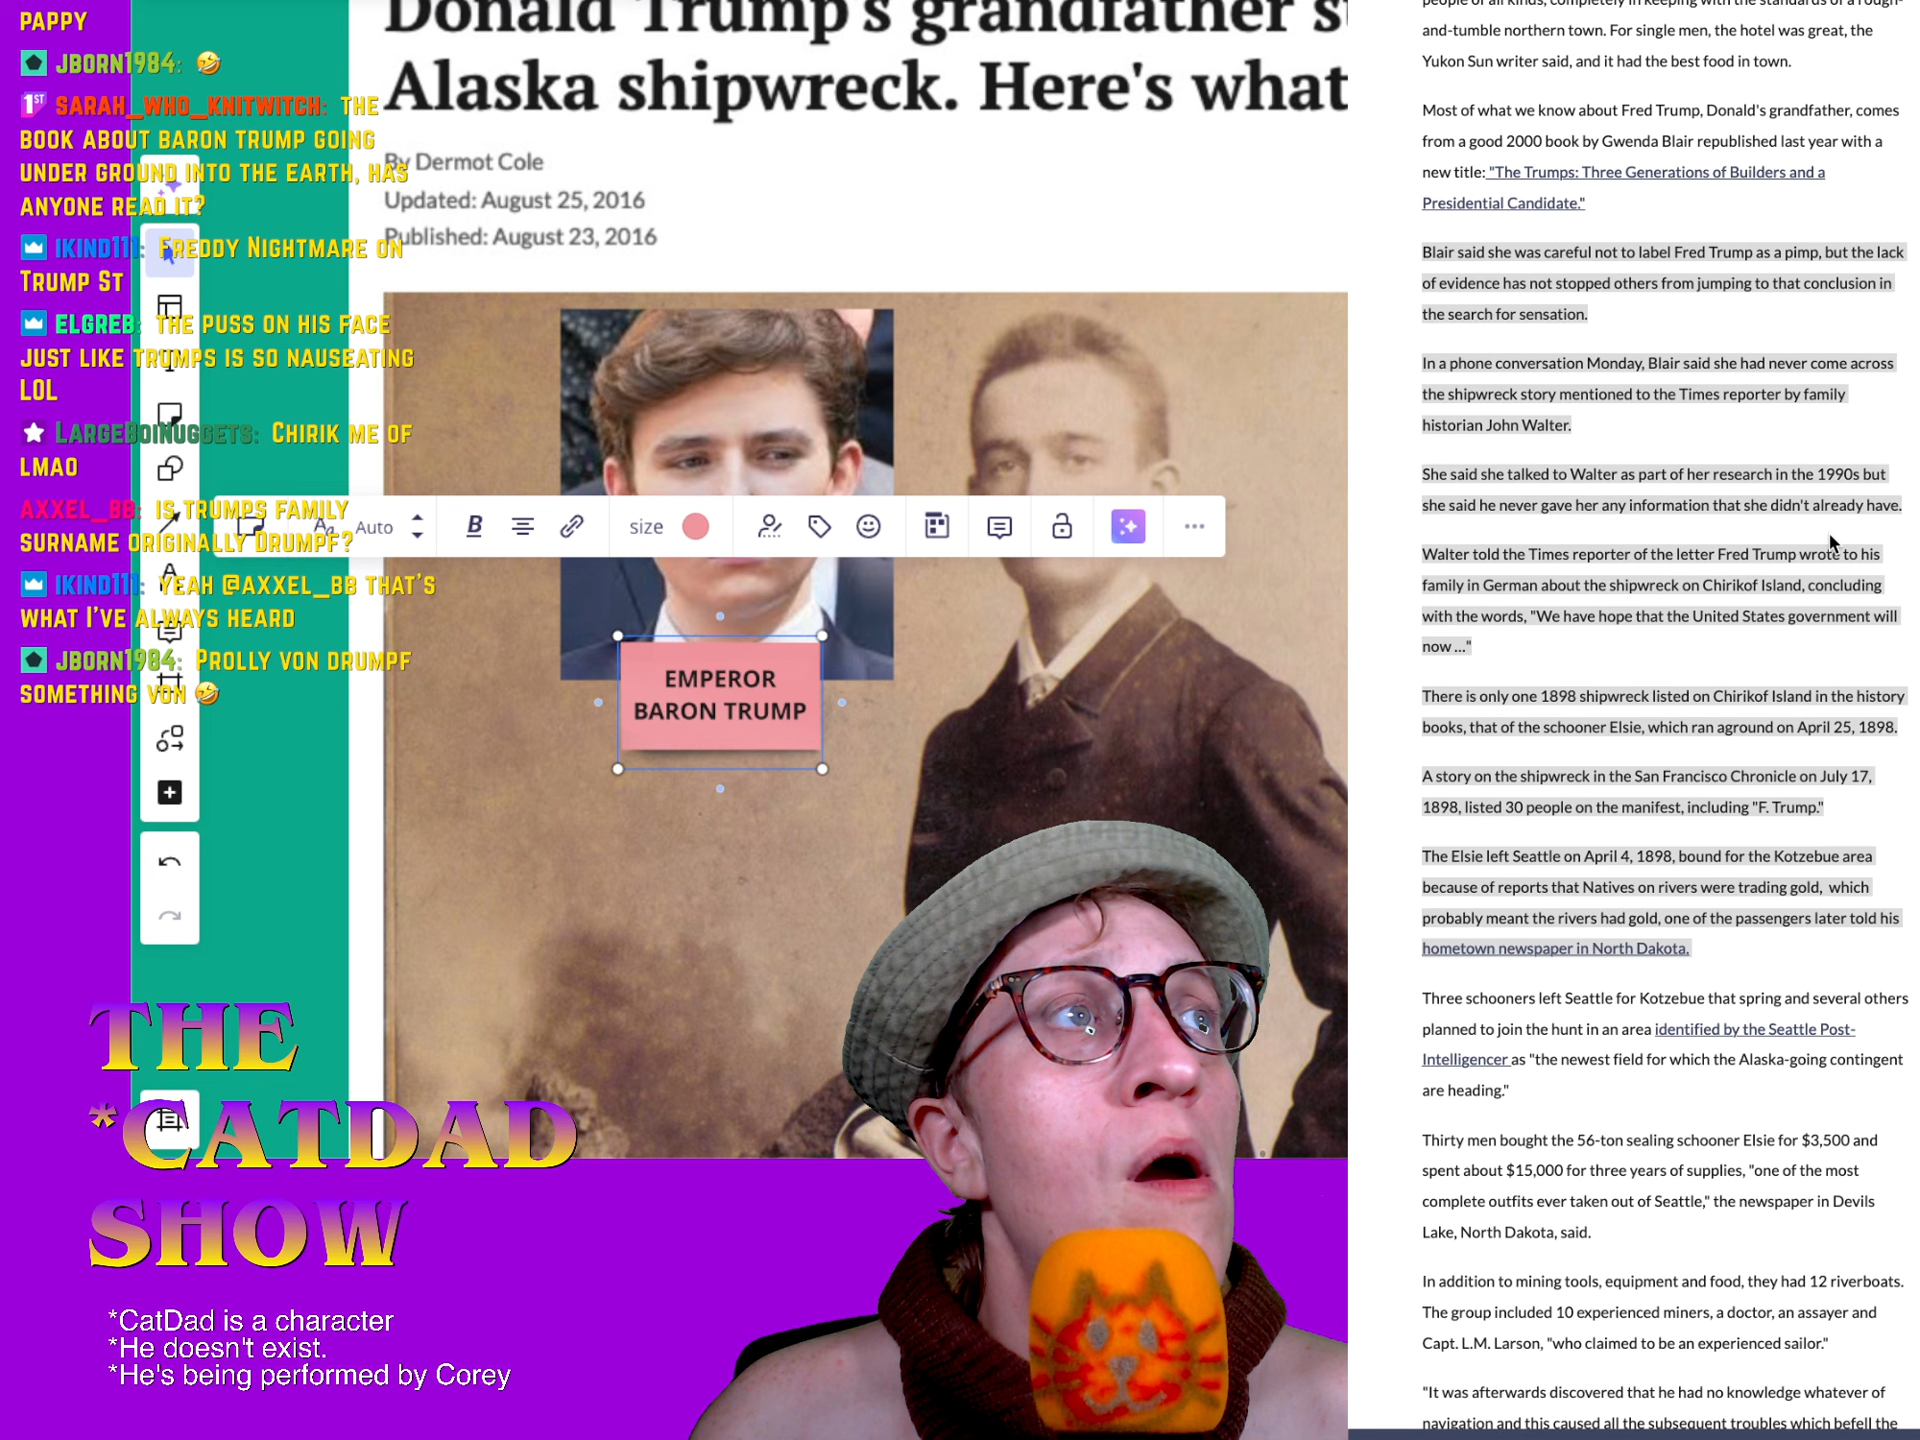 PAPPY
JBORN1984: 🤣
1ST SARAH_WHO_KNITWITCH: THE
BOOK ABOUT BARON TRUMP GOING
UNDER GROUND INTO THE EARTH, HAS
ANYONE READ IT?
IKIND111: FREDDY NIGHTMARE ON
TRUMP ST
ELGREB: THE PUSS ON HIS FACE
JUST LIKE TRUMPS IS SO NAUSEATING
LOL
LARGEBOINUGGETS: CHIRIK ME OF
LMAO
AXXEL_BB: IS TRUMPS FAMILY
SURNAME ORIGINALLY DRUMPF?
IKIND111: YEAH @AXXEL_BB THAT'S
WHAT I'VE ALWAYS HEARD
JBORN1984: PROLLY VON DRUMPF
SOMETHING VON 🤣
Donald Trump's grandfather
Alaska shipwreck. Here's what
By Dermot Cole
Updated: August 25, 2016
Published: August 23, 2016
Aa Auto B size
EMPEROR
BARON TRUMP
THE
*CATDAD
SHOW
*CatDad is a character
*He doesn't exist.
*He's being performed by Corey
people of all kinds, completely in keeping with the standards of a rough-
and-tumble northern town. For single men, the hotel was great, the
Yukon Sun writer said, and it had the best food in town.
Most of what we know about Fred Trump, Donald's grandfather, comes
from a good 2000 book by Gwenda Blair republished last year with a
new title: "The Trumps: Three Generations of Builders and a
Presidential Candidate."
Blair said she was careful not to label Fred Trump as a pimp, but the lack
of evidence has not stopped others from jumping to that conclusion in
the search for sensation.
In a phone conversation Monday, Blair said she had never come across
the shipwreck story mentioned to the Times reporter by family
historian John Walter.
She said she talked to Walter as part of her research in the 1990s but
she said he never gave her any information that she didn't already have.
Walter told the Times reporter of the letter Fred Trump wrote to his
family in German about the shipwreck on Chirikof Island, concluding
with the words, "We have hope that the United States government will
now ..."
There is only one 1898 shipwreck listed on Chirikof Island in the history
books, that of the schooner Elsie, which ran aground on April 25, 1898.
A story on the shipwreck in the San Francisco Chronicle on July 17,
1898, listed 30 people on the manifest, including "F. Trump."
The Elsie left Seattle on April 4, 1898, bound for the Kotzebue area
because of reports that Natives on rivers were trading gold, which
probably meant the rivers had gold, one of the passengers later told his
hometown newspaper in North Dakota.
Three schooners left Seattle for Kotzebue that spring and several others
planned to join the hunt in an area identified by the Seattle Post-
Intelligencer as "the newest field for which the Alaska-going contingent
are heading."
Thirty men bought the 56-ton sealing schooner Elsie for $3,500 and
spent about $15,000 for three years of supplies, "one of the most
complete outfits ever taken out of Seattle," the newspaper in Devils
Lake, North Dakota, said.
In addition to mining tools, equipment and food, they had 12 riverboats.
The group included 10 experienced miners, a doctor, an assayer and
Capt. L.M. Larson, "who claimed to be an experienced sailor."
"It was afterwards discovered that he had no knowledge whatever of
navigation and this caused all the subsequent troubles which befell the